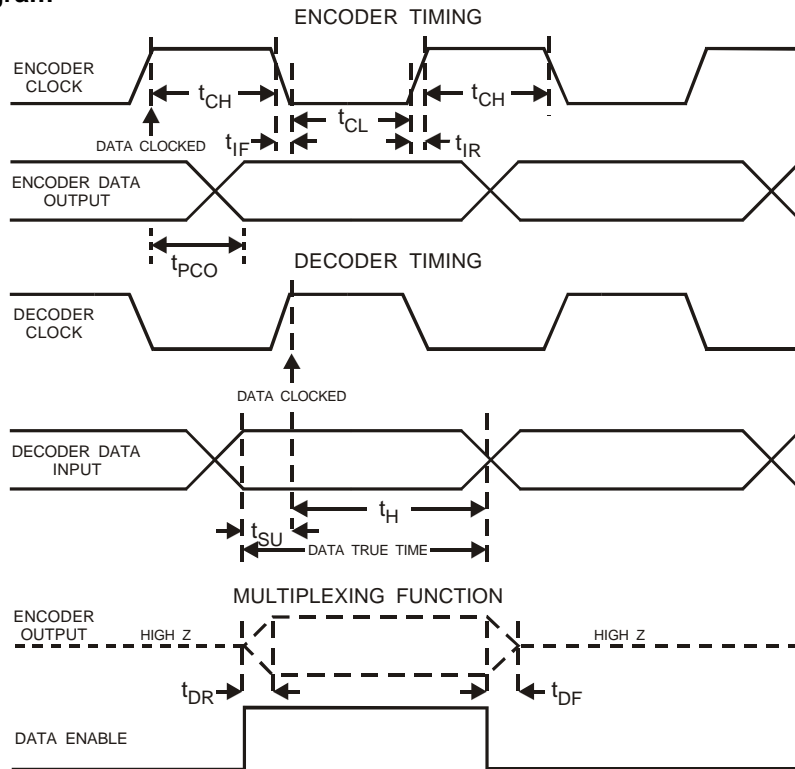 gram
ENCODER TIMING
ENCODER
CLOCK
tCH
tCL
tCH
DATA CLOCKED
tIF
tIR
ENCODER DATA
OUTPUT
tPCO
DECODER TIMING
DECODER
CLOCK
DATA CLOCKED
DECODER DATA
INPUT
tH
tSU
DATA TRUE TIME
MULTIPLEXING FUNCTION
ENCODER
OUTPUT
HIGH Z
HIGH Z
tDR
tDF
DATA ENABLE